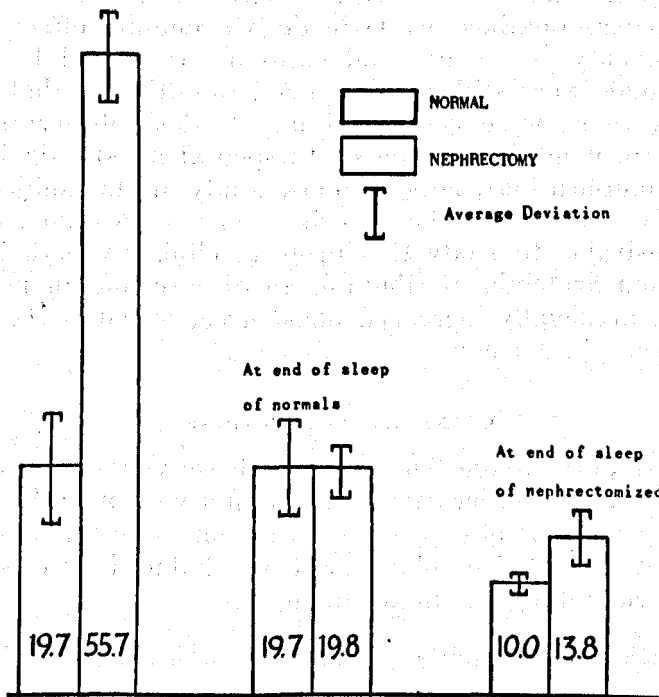 NORMAL
NEPHRECTOMY
Average Deviation
At end of sleep
of normals
At end of sleep
of nephrectomized
19.7 55.7
19.7 19.8
10.0 13.8